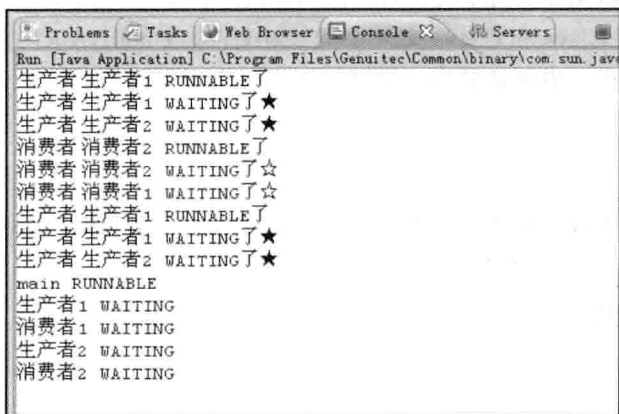 Problems Tasks Web Browser Console Servers
Run [Java Application] C:\Program Files\Genuitec\Common\binary\com.sun.jav
生产者 生产者1 RUNNABLE了
生产者 生产者1 WAITING了★
生产者 生产者2 WAITING了★
消费者 消费者2 RUNNABLE了
消费者 消费者2 WAITING了☆
消费者 消费者1 WAITING了☆
生产者 生产者1 RUNNABLE了
生产者 生产者1 WAITING了★
生产者 生产者2 WAITING了★
main RUNNABLE
生产者1 WAITING
消费者1 WAITING
生产者2 WAITING
消费者2 WAITING